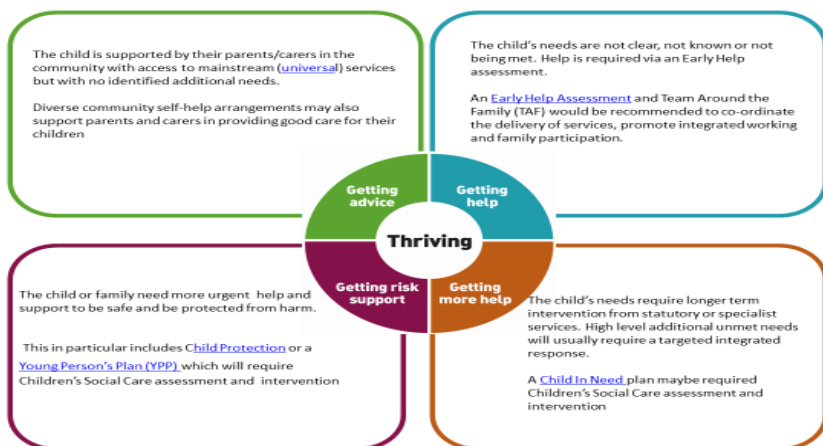 The child is supported by their parents/carers in the
community with access to mainstream (universal) services
but with no identified additional needs.
Diverse community self-help arrangements may also
support parents and carers in providing good care for their
children
The child's needs are not clear, not known or not
being met. Help is required via an Early Help
assessment.
An Early Help Assessment and Team Around the
Family (TAF) would be recommended to co-ordinate
the delivery of services, promote integrated working
and family participation.
Getting
advice
Getting
help
Thriving
Getting risk
support
Getting
more help
The child or family need more urgent help and
support to be safe and be protected from harm.
This in particular includes Child Protection or a
Young Person's Plan (YPP) which will require
Children's Social Care assessment and intervention
The child's needs require longer term
intervention from statutory or specialist
services. High level additional unmet needs
will usually require a targeted integrated
response.
A Child In Need plan maybe required
Children's Social Care assessment and
intervention